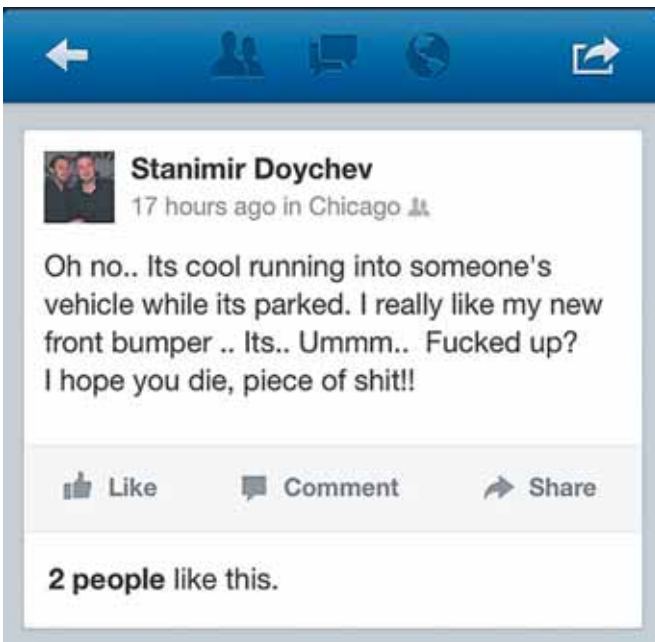 Stanimir Doychev
17 hours ago in Chicago
Oh no.. Its cool running into someone's
vehicle while its parked. I really like my new
front bumper .. Its.. Ummm..  Fucked up?
I hope you die, piece of shit!!
Like
Comment
Share
2 people like this.